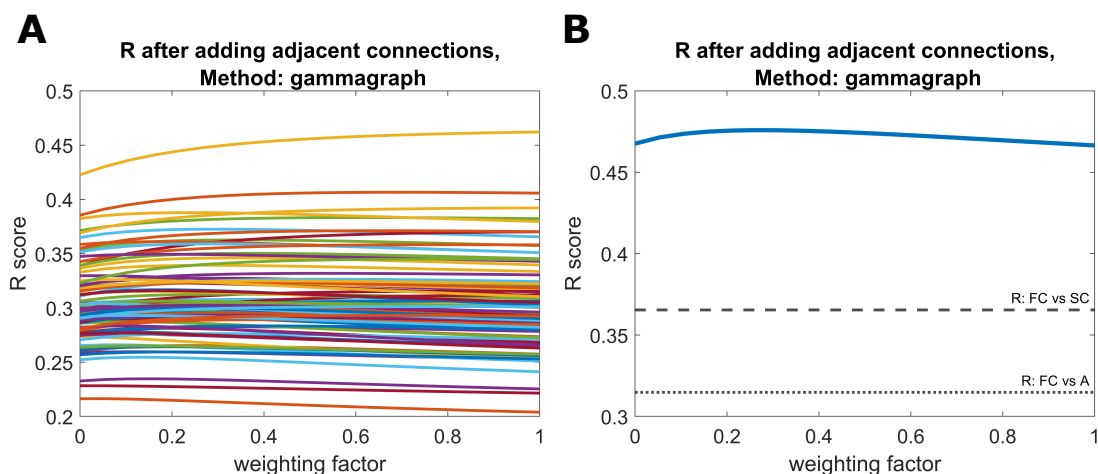 A
R after adding adjacent connections,
Method: gammagraph
0.5
0.45
0.4
0.35
0.3
0.25
0.2
R score
0
0.2
0.4
0.6
0.8
1
weighting factor
B
R after adding adjacent connections,
Method: gammagraph
0.5
0.45
0.4
0.35
0.3
R score
R: FC vs SC
R: FC vs A
0
0.2
0.4
0.6
0.8
1
weighting factor